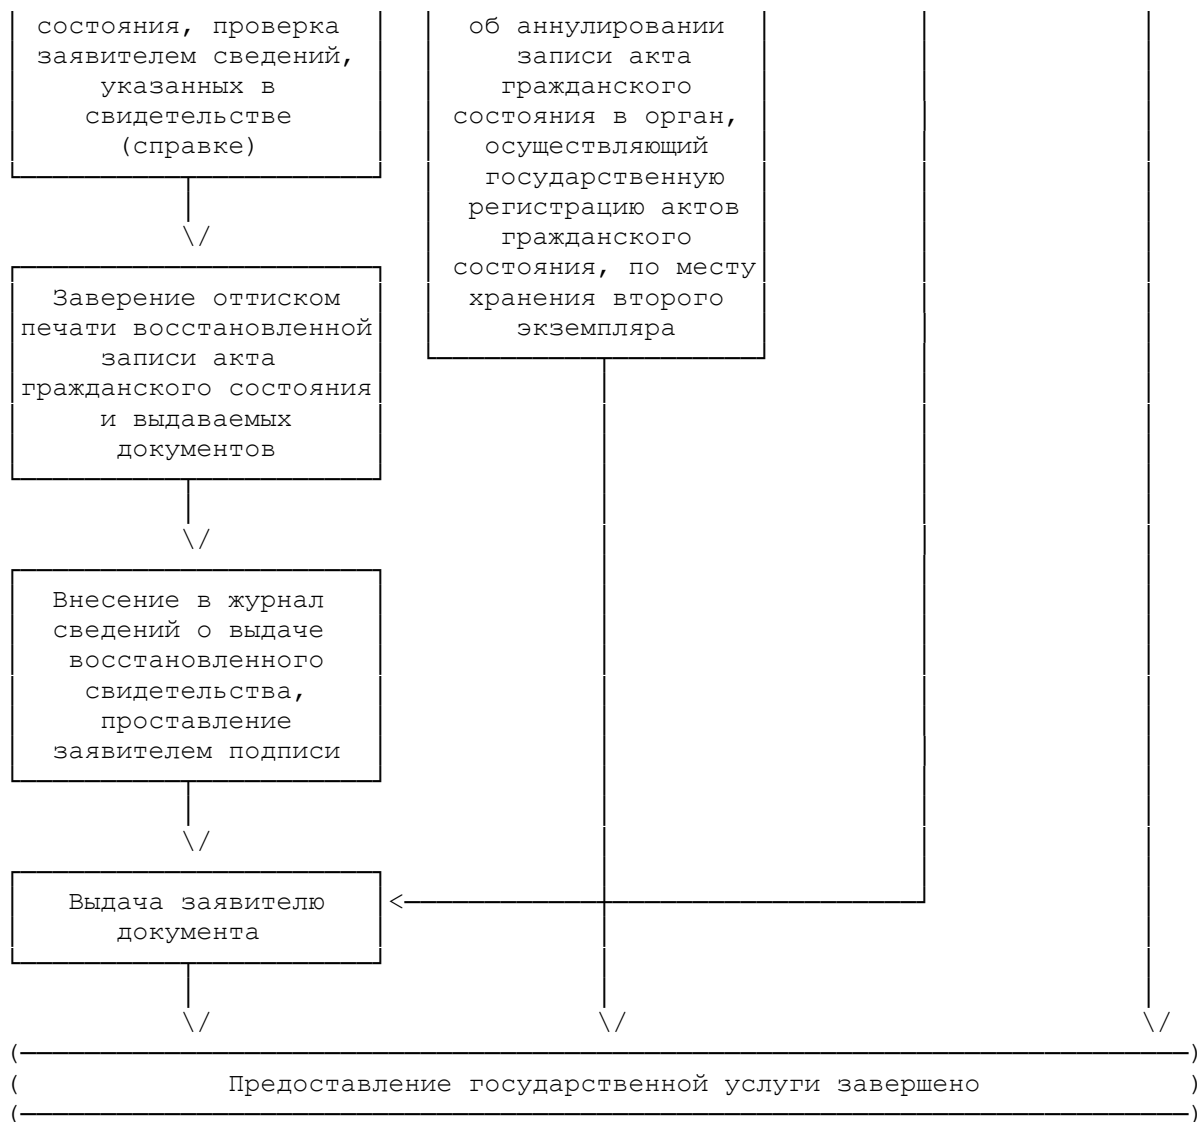 состояния, проверка
заявителем сведений,
указанных в
свидетельстве
(справке)
об аннулировании
записи акта
гражданского
состояния в орган,
осуществляющий
государственную
регистрацию актов
гражданского
состояния, по месту
хранения второго
экземпляра
Заверение оттиском
печати восстановленной
записи акта
гражданского состояния
и выдаваемых
документов
Внесение в журнал
сведений о выдаче
восстановленного
свидетельства,
проставление
заявителем подписи
Выдача заявителю
документа
Предоставление государственной услуги завершено